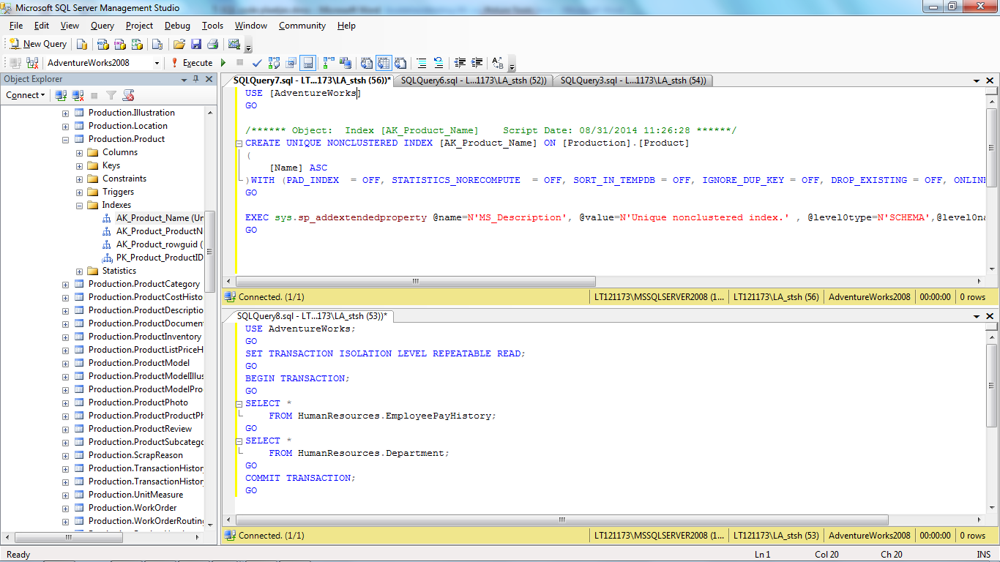 Microsoft SQL Server Management Studio
File Edit View Query Project Debug Tools Window Community Help
New Query
AdventureWorks2008 Execute
Object Explorer
Connect
Production.Illustration
Production.Location
Production.Product
Columns
Keys
Constraints
Triggers
Indexes
AK_Product_Name (Un
AK_Product_ProductN
AK_Product_rowguid (
PK_Product_ProductID
Statistics
Production.ProductCategory
Production.ProductCostHisto
Production.ProductDescriptio
Production.ProductDocumen
Production.ProductInventory
Production.ProductListPriceH
Production.ProductModel
Production.ProductModelIllus
Production.ProductModelPro
Production.ProductPhoto
Production.ProductProductPh
Production.ProductReview
Production.ProductSubcatego
Production.ScrapReason
Production.TransactionHistor
Production.TransactionHistor
Production.UnitMeasure
Production.WorkOrder
Production.WorkOrderRoutin
SQLQuery7.sql - LT...173\LA_stsh (56))* SQLQuery6.sql - L...1173\LA_stsh (52)) SQLQuery3.sql - L...1173\LA_stsh (54))
USE [AdventureWorks]
GO
/****** Object:  Index [AK_Product_Name]    Script Date: 08/31/2014 11:26:28 ******/
CREATE UNIQUE NONCLUSTERED INDEX [AK_Product_Name] ON [Production].[Product]
(
[Name] ASC
)WITH (PAD_INDEX  = OFF, STATISTICS_NORECOMPUTE  = OFF, SORT_IN_TEMPDB = OFF, IGNORE_DUP_KEY = OFF, DROP_EXISTING = OFF, ONLINE
GO
EXEC sys.sp_addextendedproperty @name=N'MS_Description', @value=N'Unique nonclustered index.' , @level0type=N'SCHEMA',@level0na
GO
Connected. (1/1) LT121173\MSSQLSERVER2008 (1... LT121173\LA_stsh (56) AdventureWorks2008 00:00:00 0 rows
SQLQuery8.sql - LT...173\LA_stsh (53))*
USE AdventureWorks;
GO
SET TRANSACTION ISOLATION LEVEL REPEATABLE READ;
GO
BEGIN TRANSACTION;
GO
SELECT *
FROM HumanResources.EmployeePayHistory;
GO
SELECT *
FROM HumanResources.Department;
GO
COMMIT TRANSACTION;
GO
Connected. (1/1) LT121173\MSSQLSERVER2008 (1... LT121173\LA_stsh (53) AdventureWorks2008 00:00:00 0 rows
Ready Ln 1 Col 20 Ch 20 INS